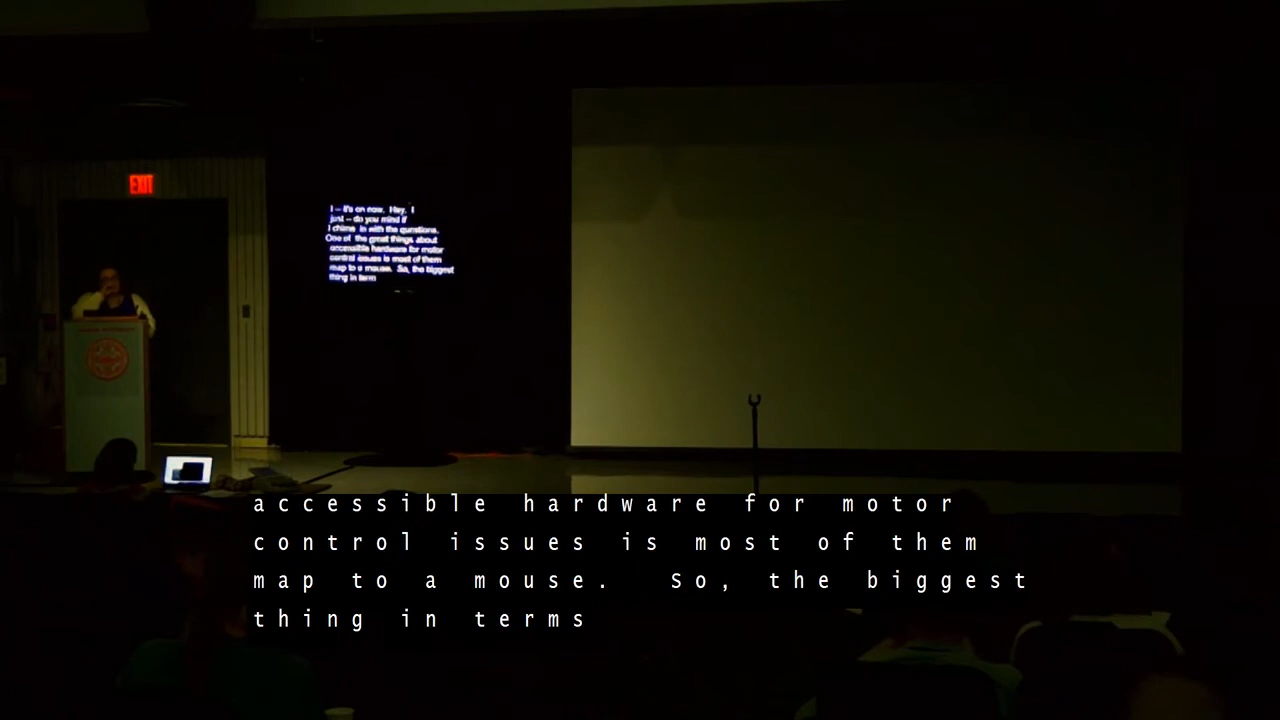 EXIT
I -- It's on now. Hey, I
just -- do you mind if
I chime in with the questions.
One of the great things about
accessible hardware for motor
control issues is most of them
map to a mouse. So, the biggest
thing in term
accessible hardware for motor
control issues is most of them
map to a mouse. So, the biggest
thing in terms